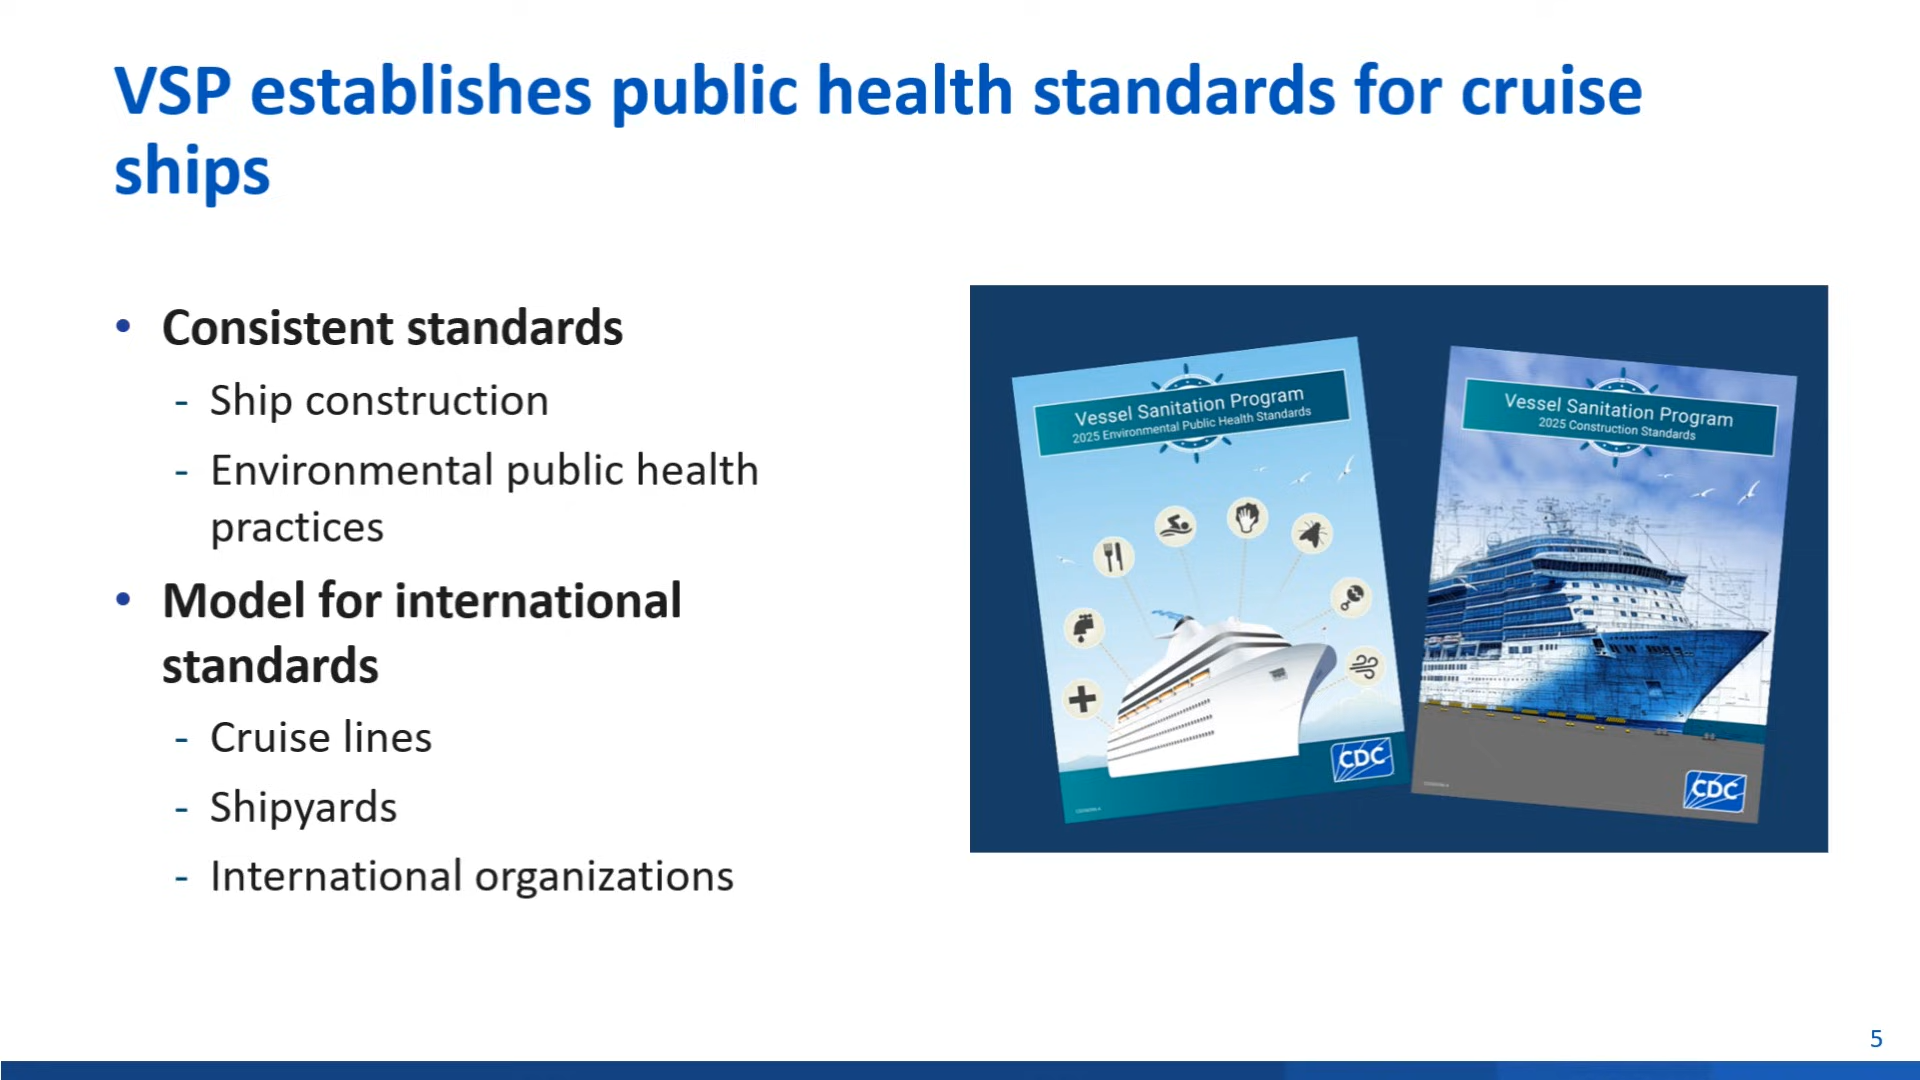 VSP establishes public health standards for cruise
ships
• Consistent standards
- Ship construction
- Environmental public health
practices
• Model for international
standards
- Cruise lines
- Shipyards
- International organizations
Vessel Sanitation Program
2025 Environmental Public Health Standards
CDC
Vessel Sanitation Program
2025 Construction Standards
CDC
5